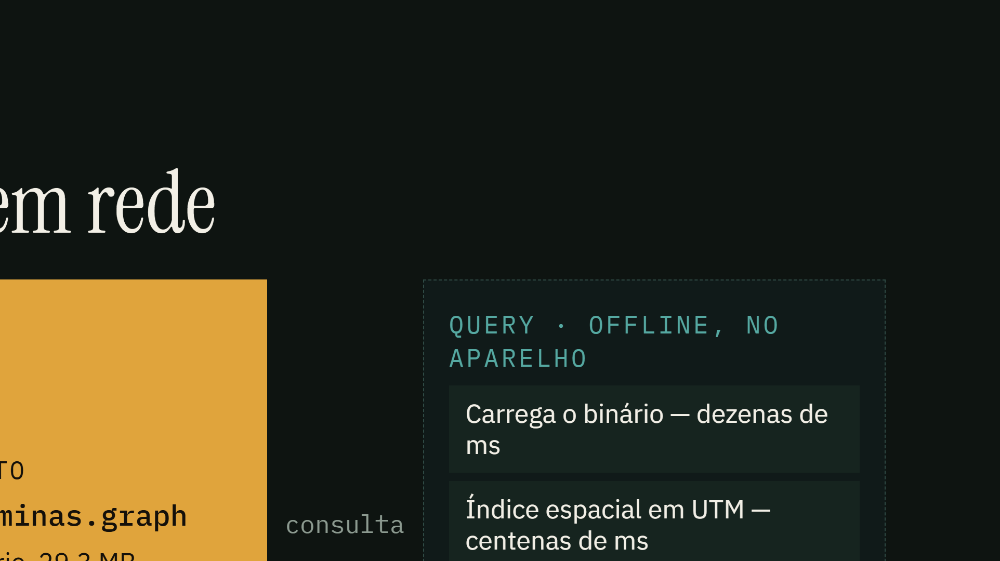 em rede
TO
minas.graph
consulta
QUERY · OFFLINE, NO
APARELHO
Carrega o binário — dezenas de
ms
Índice espacial em UTM —
centenas de ms